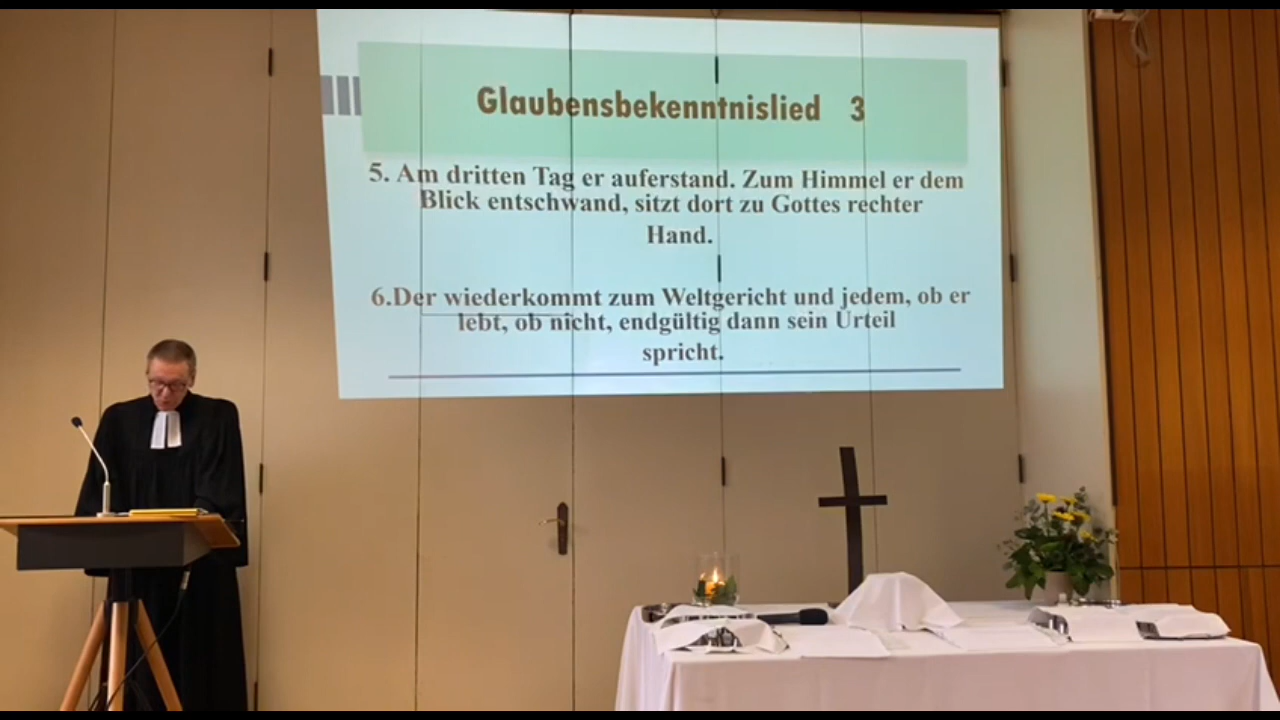 Glaubensbekenntnislied 3
5. Am dritten Tag er auferstand. Zum Himmel er dem
Blick entschwand, sitzt dort zu Gottes rechter
Hand.
6.Der wiederkommt zum Weltgericht und jedem, ob er
lebt, ob nicht, endgültig dann sein Urteil
spricht.